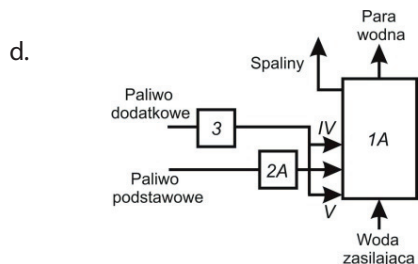 d.
Para
wodna
Spaliny
Paliwo
dodatkowe
3
IV
1A
2A
Paliwo
podstawowe
V
Woda
zasilająca